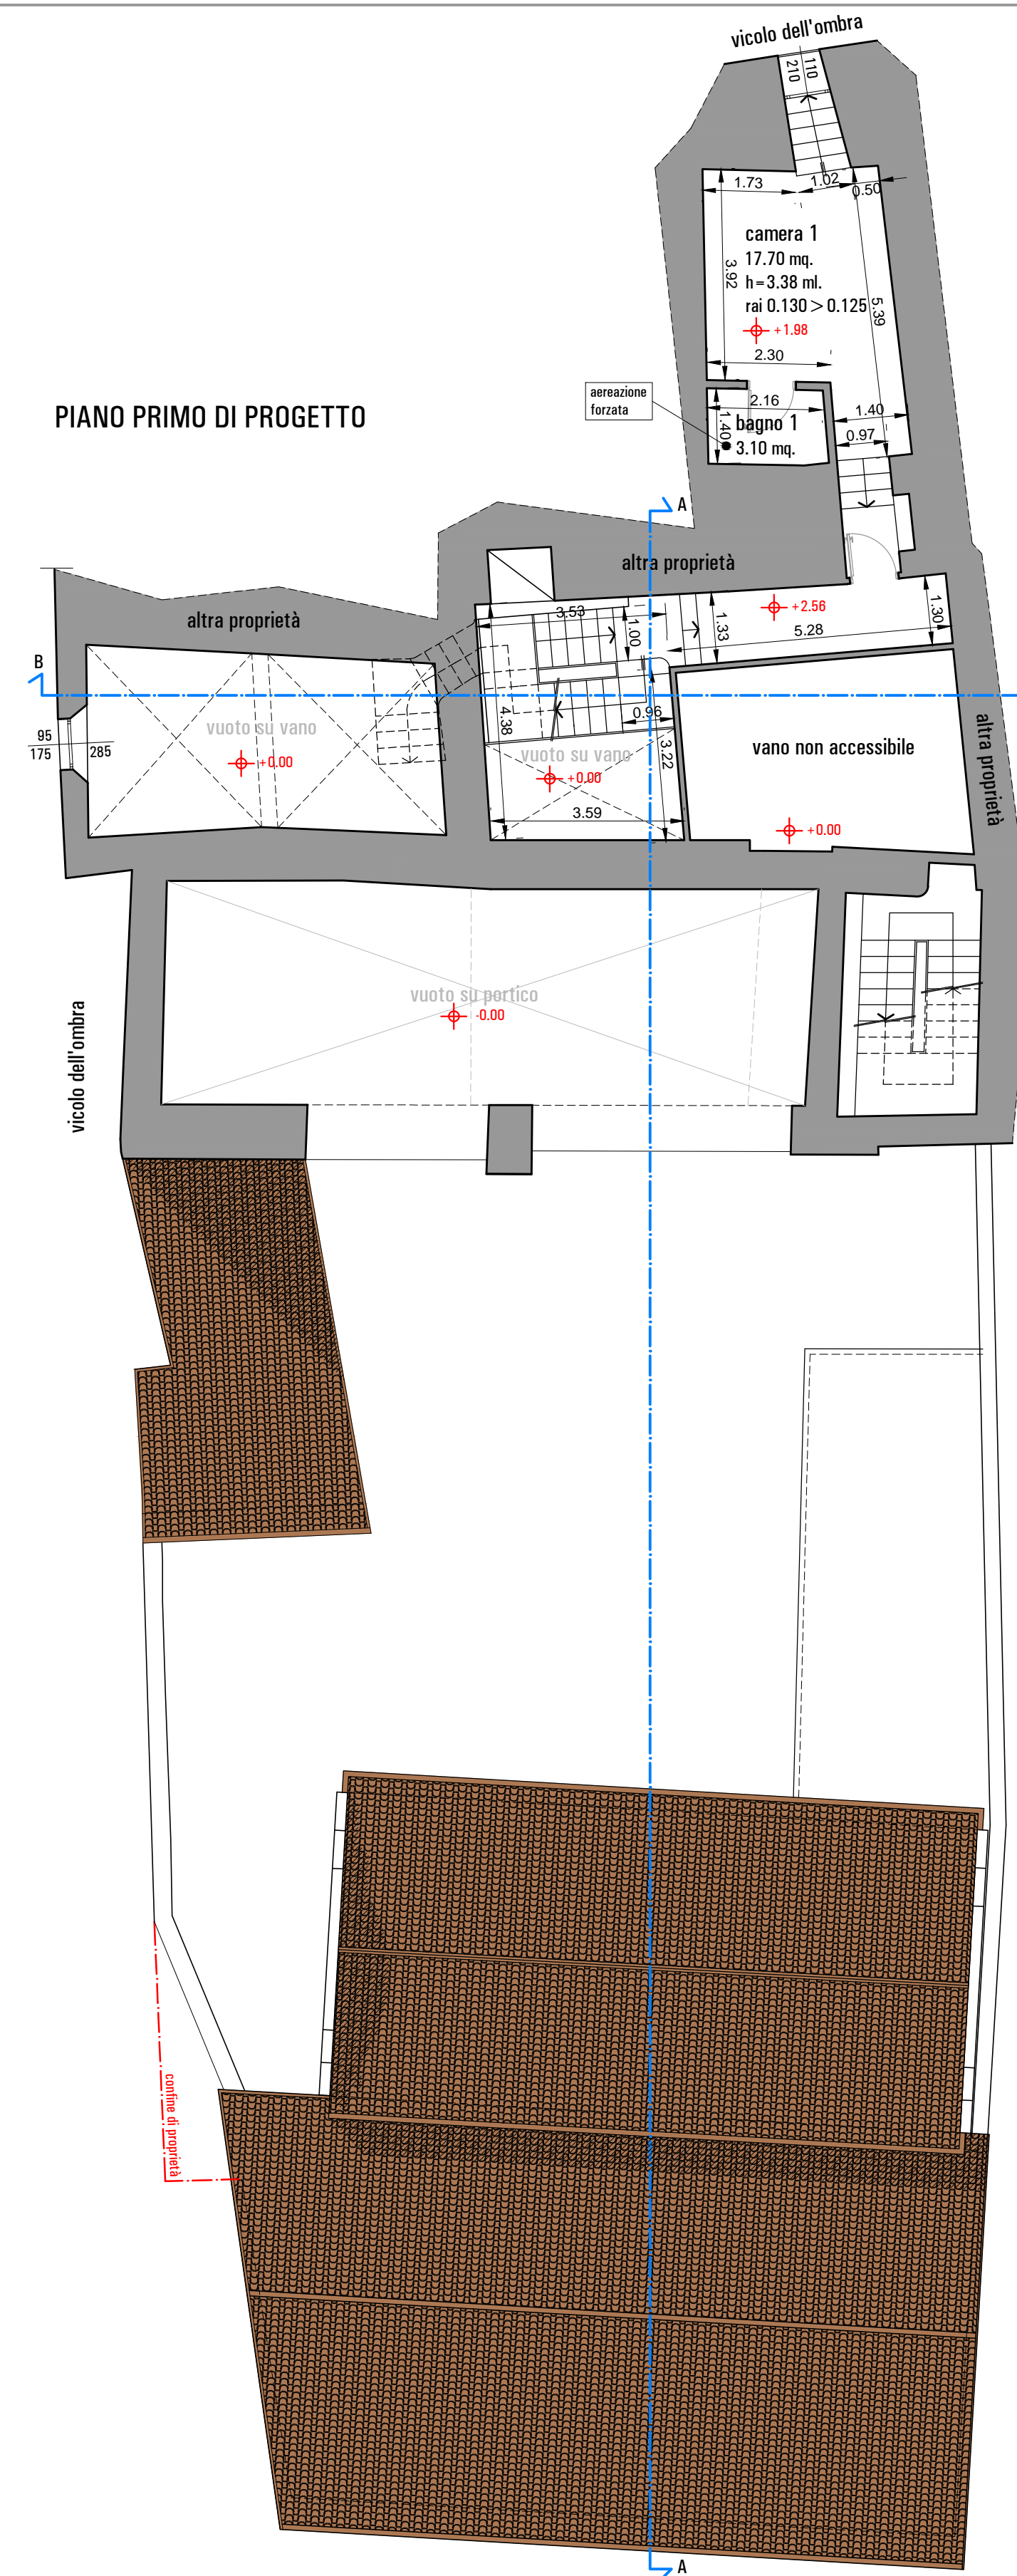 vicolo dell'ombra
110
210
1.73
1.02
0.50
camera 1
17.70 mq.
h=3.38 ml.
rai 0.130 > 0.125
3.92
5.39
+1.98
2.30
PIANO PRIMO DI PROGETTO
aereazione
forzata
2.16
1.40
bagno 1
3.10 mq.
1.40
0.97
A
altra proprietà
altra proprietà
3.53
1.00
1.33
+2.56
5.28
1.30
B
95
175
285
vuoto su vano
+0.00
4.38
0.96
vuoto su vano
+0.00
3.22
3.59
vano non accessibile
+0.00
altra proprietà
vuoto su portico
-0.00
vicolo dell'ombra
confine di proprietà
A